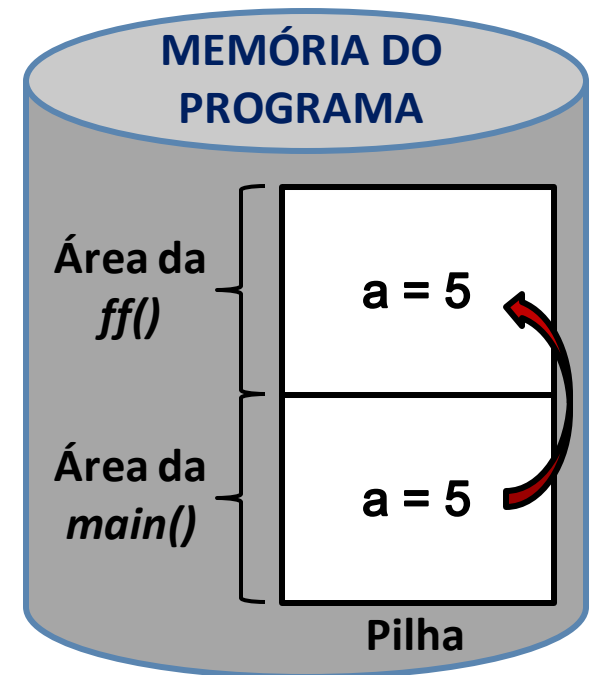 MEMÓRIA DO
PROGRAMA
Área da
ff()
a = 5
Área da
main()
a = 5
Pilha